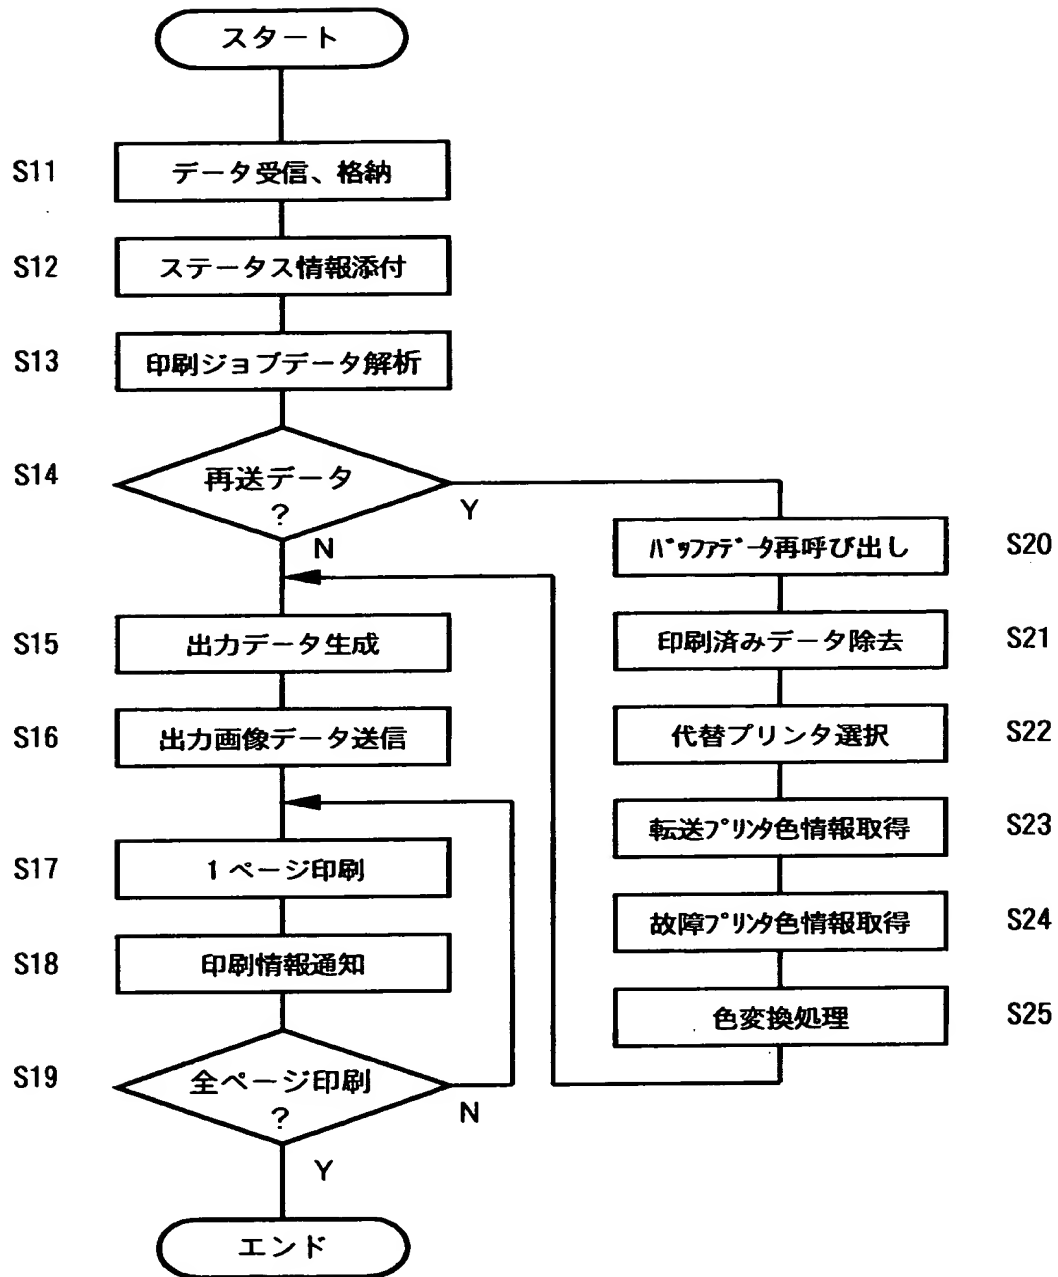 スタート
S11 データ受信、格納
S12 ステータス情報添付
S13 印刷ジョブデータ解析
S14 再送データ
?
Y
N
S15 出力データ生成
S16 出力画像データ送信
S17 1ページ印刷
S18 印刷情報通知
S19 全ページ印刷
?
N
Y
エンド
ﾊﾞｯﾌｧﾃﾞｰﾀ再呼び出し S20
印刷済みデータ除去 S21
代替プリンタ選択 S22
転送ﾌﾟﾘﾝﾀ色情報取得 S23
故障ﾌﾟﾘﾝﾀ色情報取得 S24
色変換処理 S25